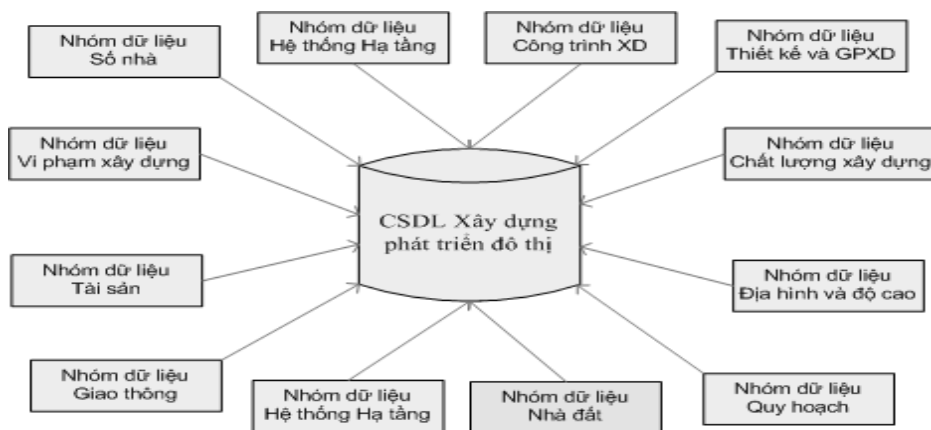 Nhóm dữ liệu
Số nhà
Nhóm dữ liệu
Hệ thống Hạ tầng
Nhóm dữ liệu
Công trình XD
Nhóm dữ liệu
Thiết kế và GPXD
Nhóm dữ liệu
Vi phạm xây dựng
Nhóm dữ liệu
Chất lượng xây dựng
CSDL Xây dựng
phát triển đô thị
Nhóm dữ liệu
Tài sản
Nhóm dữ liệu
Địa hình và độ cao
Nhóm dữ liệu
Giao thông
Nhóm dữ liệu
Hệ thống Hạ tầng
Nhóm dữ liệu
Nhà đất
Nhóm dữ liệu
Quy hoạch